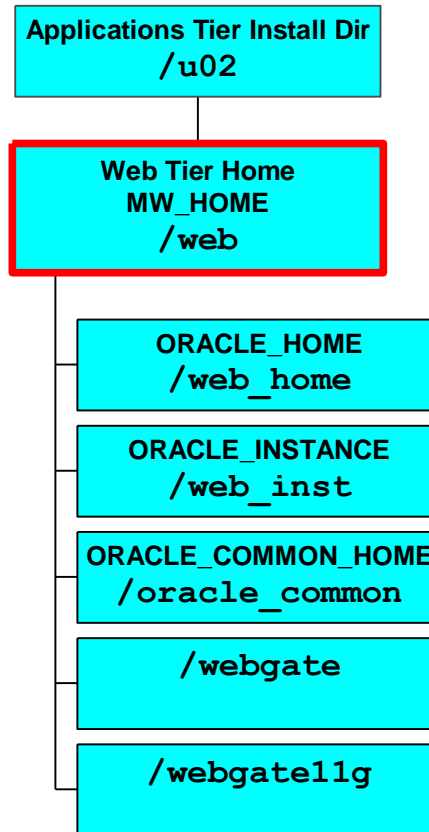 Applications Tier Install Dir
/u02
Web Tier Home
MW_HOME
/web
ORACLE_HOME
/web_home
ORACLE_INSTANCE
/web_inst
ORACLE_COMMON_HOME
/oracle_common
/webgate
/webgate11g